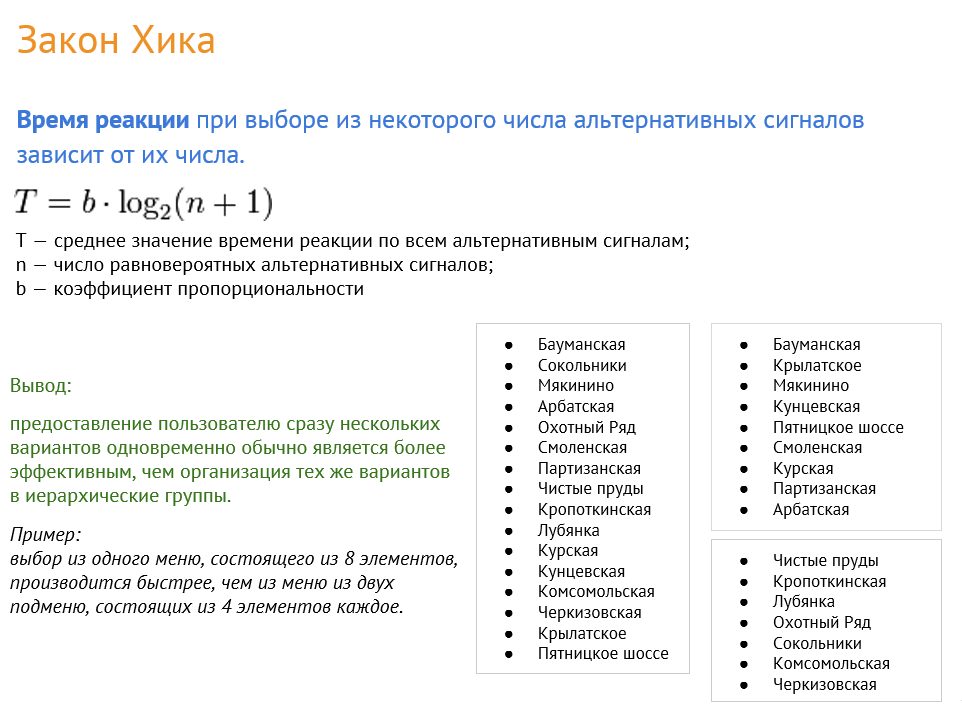 Закон Хика
Время реакции при выборе из некоторого числа альтернативных сигналов
зависит от их числа.
T = b · log₂(n + 1)
T — среднее значение времени реакции по всем альтернативным сигналам;
n — число равновероятных альтернативных сигналов;
b — коэффициент пропорциональности
Вывод:
предоставление пользователю сразу нескольких
вариантов одновременно обычно является более
эффективным, чем организация тех же вариантов
в иерархические группы.
Пример:
выбор из одного меню, состоящего из 8 элементов,
производится быстрее, чем из меню из двух
подменю, состоящих из 4 элементов каждое.
● Бауманская
● Сокольники
● Мякинино
● Арбатская
● Охотный Ряд
● Смоленская
● Партизанская
● Чистые пруды
● Кропоткинская
● Лубянка
● Курская
● Кунцевская
● Комсомольская
● Черкизовская
● Крылатское
● Пятницкое шоссе
● Бауманская
● Крылатское
● Мякинино
● Кунцевская
● Пятницкое шоссе
● Смоленская
● Курская
● Партизанская
● Арбатская
● Чистые пруды
● Кропоткинская
● Лубянка
● Охотный Ряд
● Сокольники
● Комсомольская
● Черкизовская